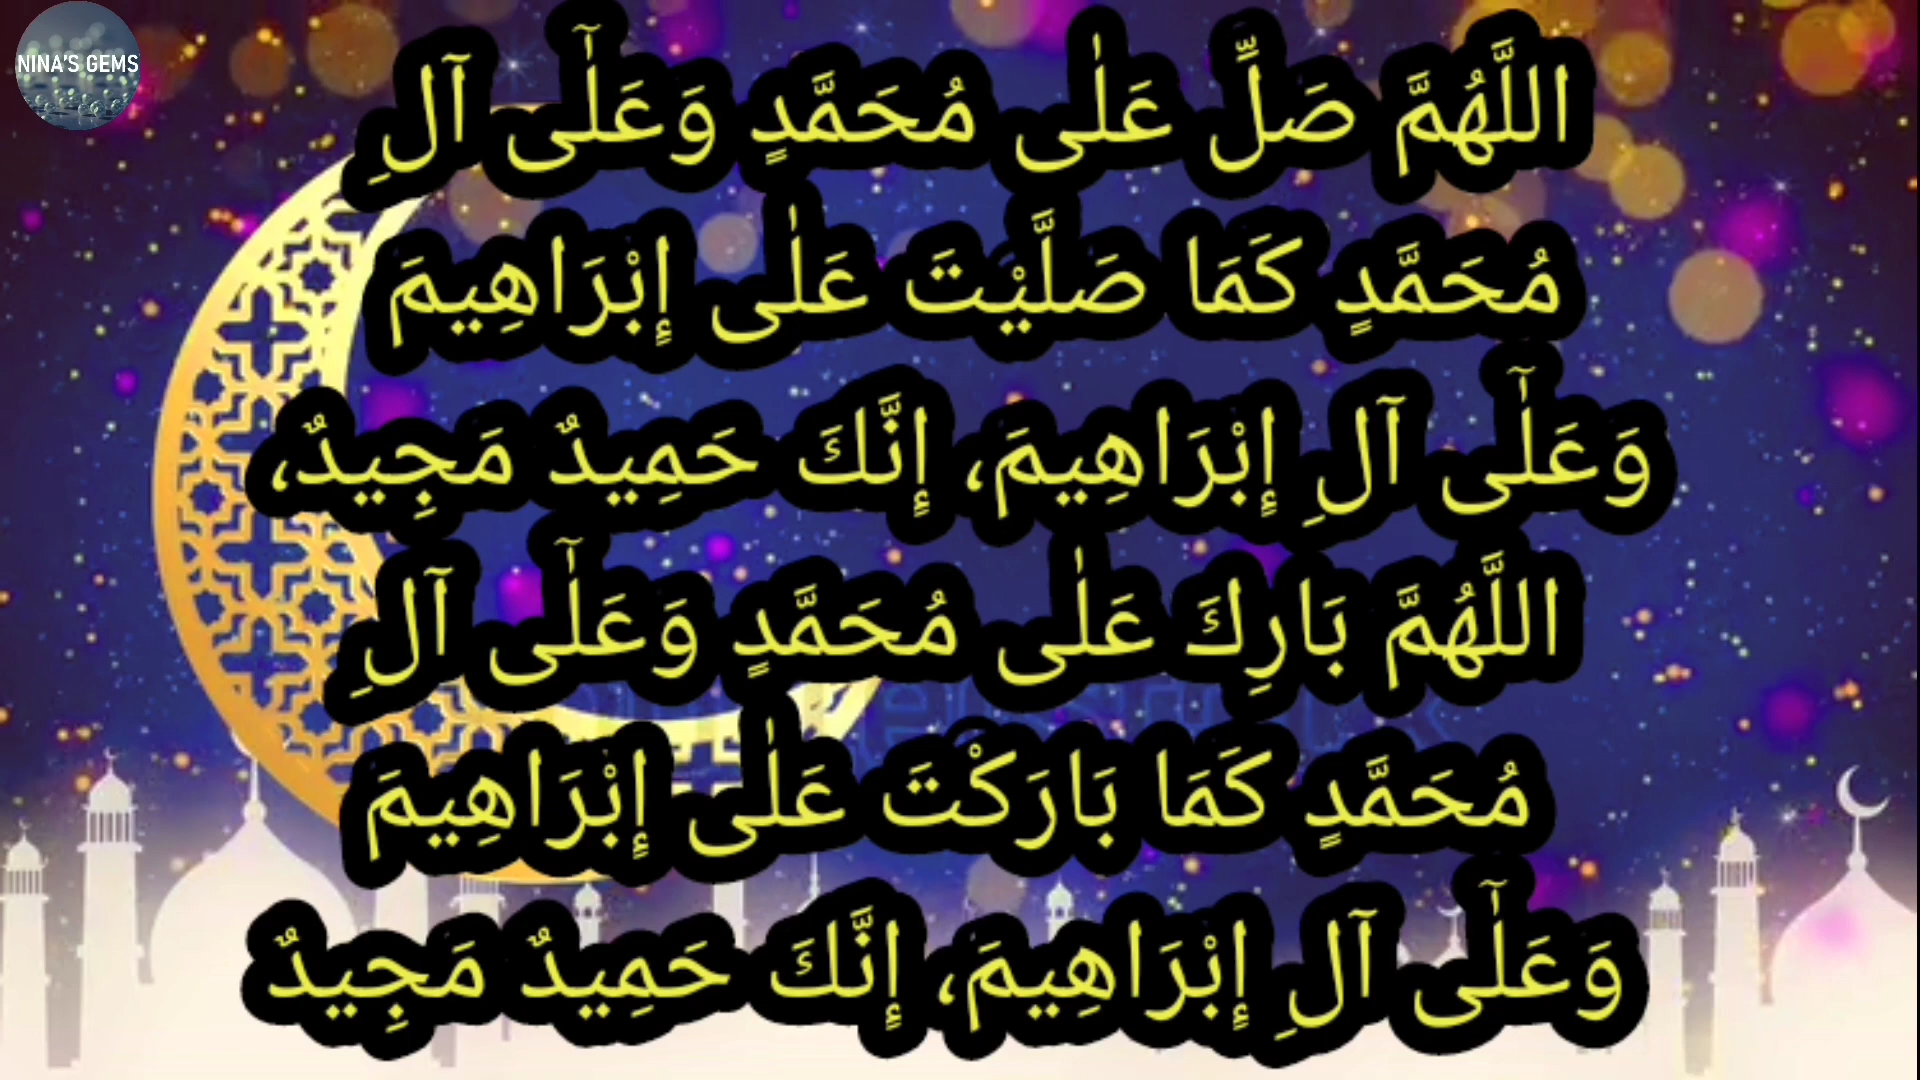 NINA'S GEMS
اللَّهُمَّ صَلِّ عَلٰى مُحَمَّدٍ وَعَلٰٓى آلِ
مُحَمَّدٍ كَمَا صَلَّيْتَ عَلٰى إِبْرَاهِيمَ
وَعَلٰٓى آلِ إِبْرَاهِيمَ، إِنَّكَ حَمِيدٌ مَجِيدٌ،
اللَّهُمَّ بَارِكَ عَلٰى مُحَمَّدٍ وَعَلٰٓى آلِ
مُحَمَّدٍ كَمَا بَارَكْتَ عَلٰى إِبْرَاهِيمَ
وَعَلٰٓى آلِ إِبْرَاهِيمَ، إِنَّكَ حَمِيدٌ مَجِيدٌ